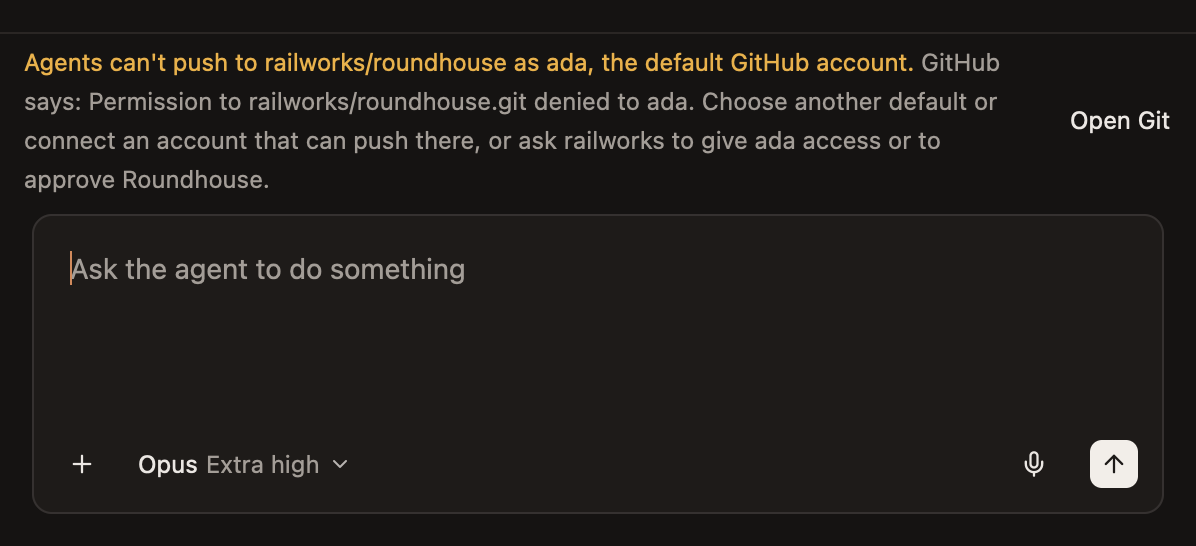 Agents can't push to railworks/roundhouse as ada, the default GitHub account. GitHub
says: Permission to railworks/roundhouse.git denied to ada. Choose another default or
connect an account that can push there, or ask railworks to give ada access or to
approve Roundhouse.
Open Git
Ask the agent to do something
Opus Extra high